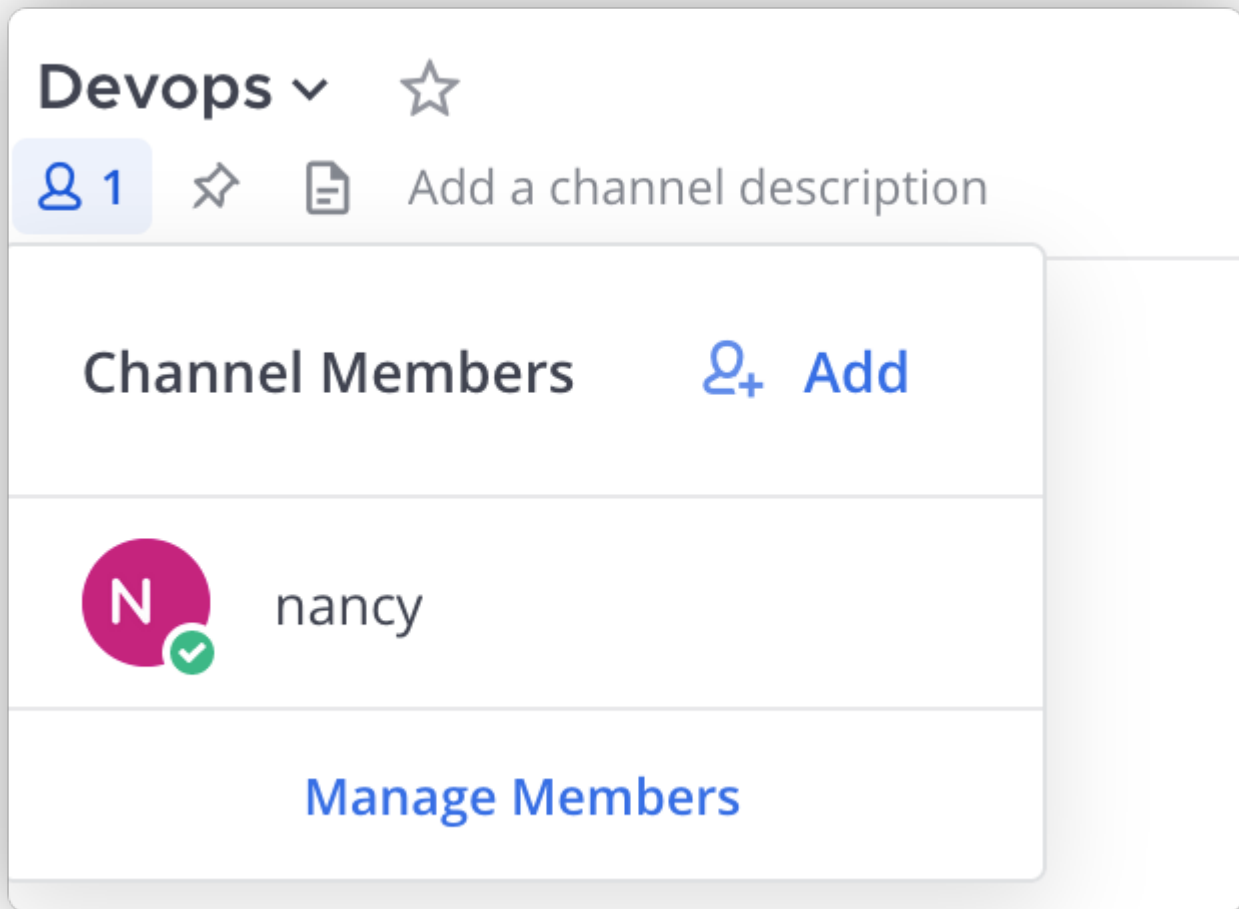 Devops
1 Add a channel description
Channel Members Add
N nancy
Manage Members